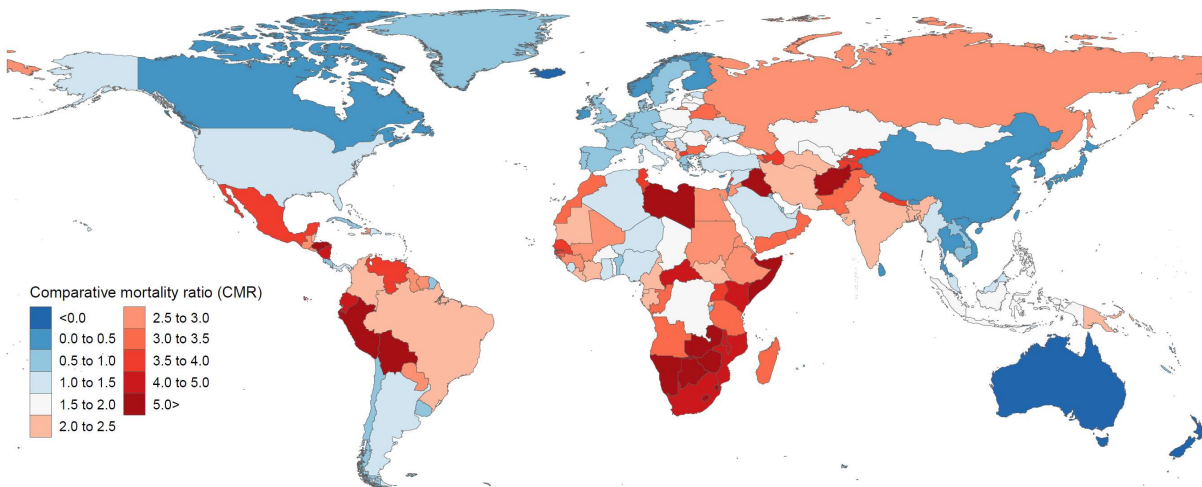 Comparative mortality ratio (CMR)
<0.0
0.0 to 0.5
0.5 to 1.0
1.0 to 1.5
1.5 to 2.0
2.0 to 2.5
2.5 to 3.0
3.0 to 3.5
3.5 to 4.0
4.0 to 5.0
5.0>